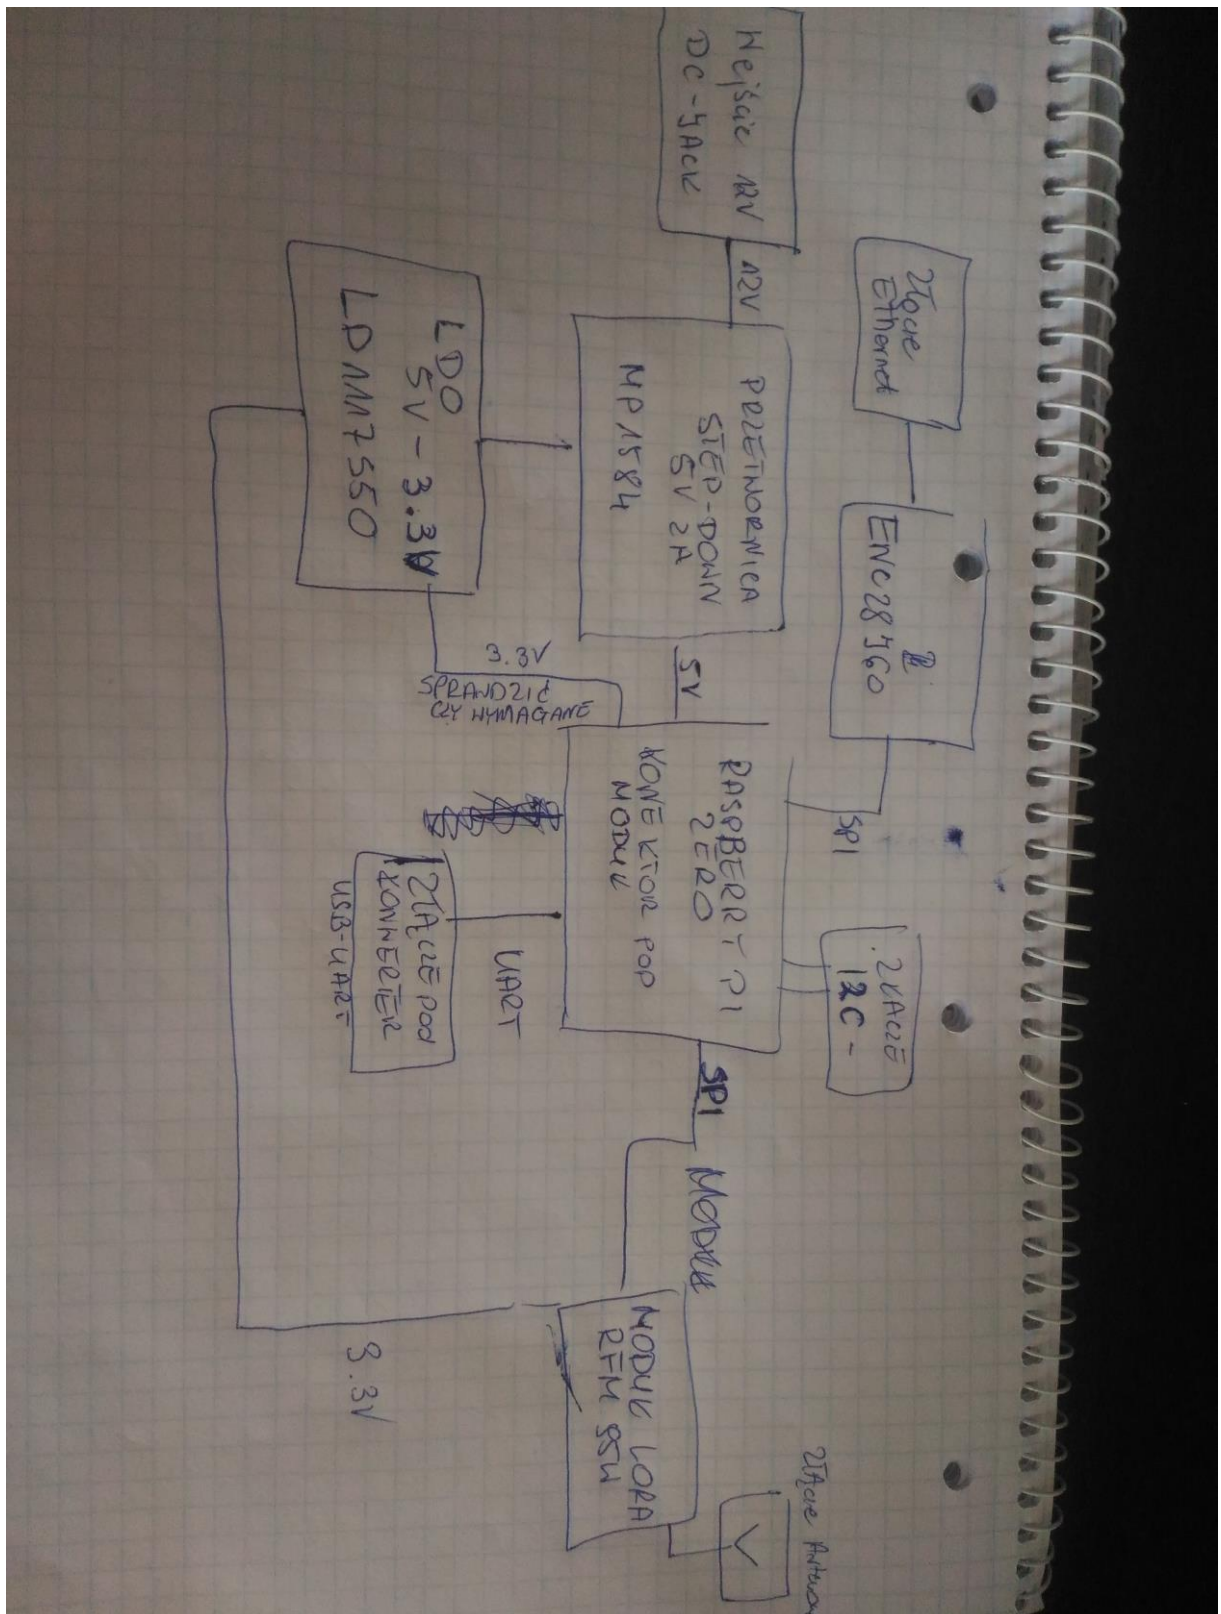 Wejście 12V
DC-JACK
12V
Złącze
Ethernet
PRZETWORNICA
STEP-DOWN
5V 2A
MP1584
LDO
5V-3.3V
LD1117S50
ENC28J60
5V
3.3V
SPRAWDZIĆ
CZY WYMAGANE
SPI
RASPBERRY PI
ZERO
KONEKTOR POD
MODUŁ
ZŁĄCZE
I2C-
UART
ZŁĄCZE POD
KONWERTER
USB-UART
SPI
MODUŁ
MODUŁ LORA
RFM 95W
3.3V
Złącze Antenowe